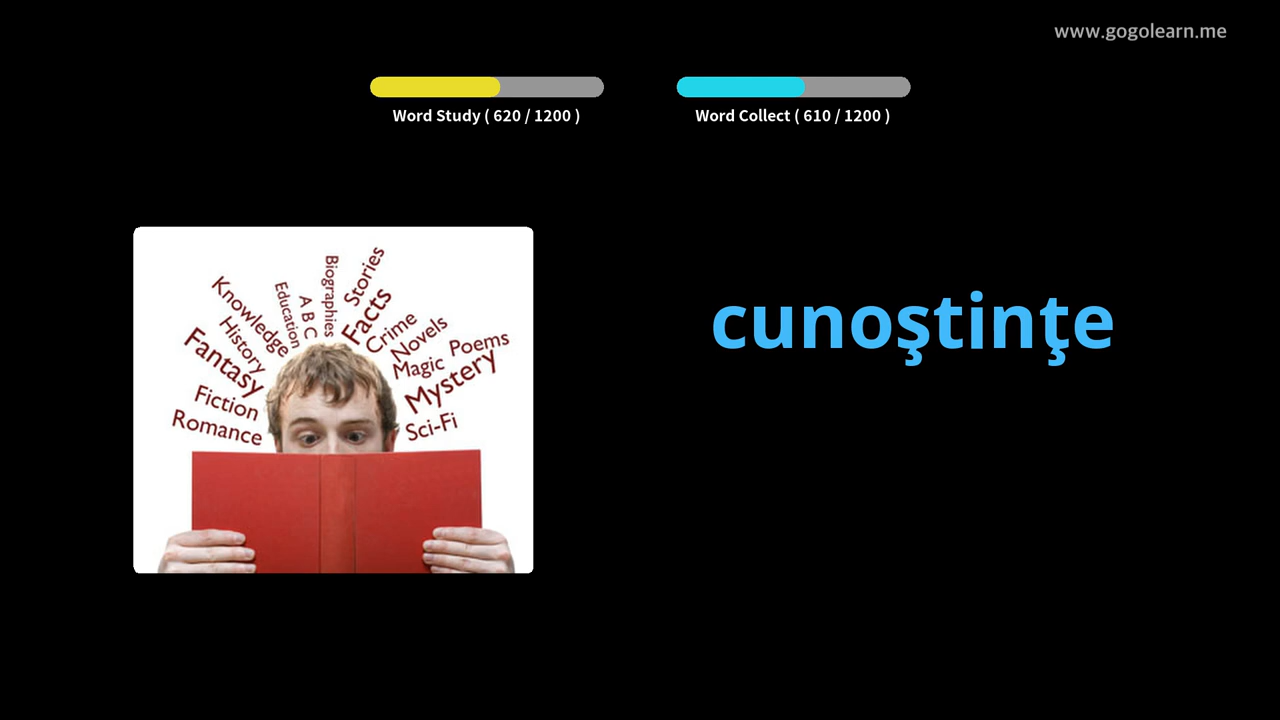 www.gogolearn.me
Word Study ( 620 / 1200 )
Word Collect ( 610 / 1200 )
cunoştinţe
Romance
Fiction
Fantasy
History
Knowledge
Education
A B C
Biographies
Stories
Facts
Crime
Novels
Magic
Poems
Mystery
Sci-Fi